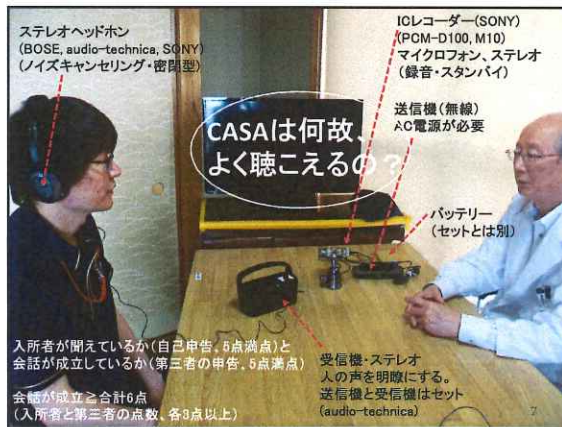 ステレオヘッドホン
(BOSE, audio-technica, SONY)
(ノイズキャンセリング・密閉型)
ICレコーダー(SONY)
(PCM-D100, M10)
マイクロフォン、ステレオ
(録音・スタンバイ)
送信機(無線)
AC電源が必要
CASAは何故、
よく聴こえるの？
バッテリー
(セットとは別)
入所者が聞えているか(自己申告、5点満点)と
会話が成立しているか(第三者の申告、5点満点)
会話が成立≧合計6点
(入所者と第三者の点数、各3点以上)
受信機・ステレオ
人の声を明瞭にする。
送信機と受信機はセット
(audio-technica)
7